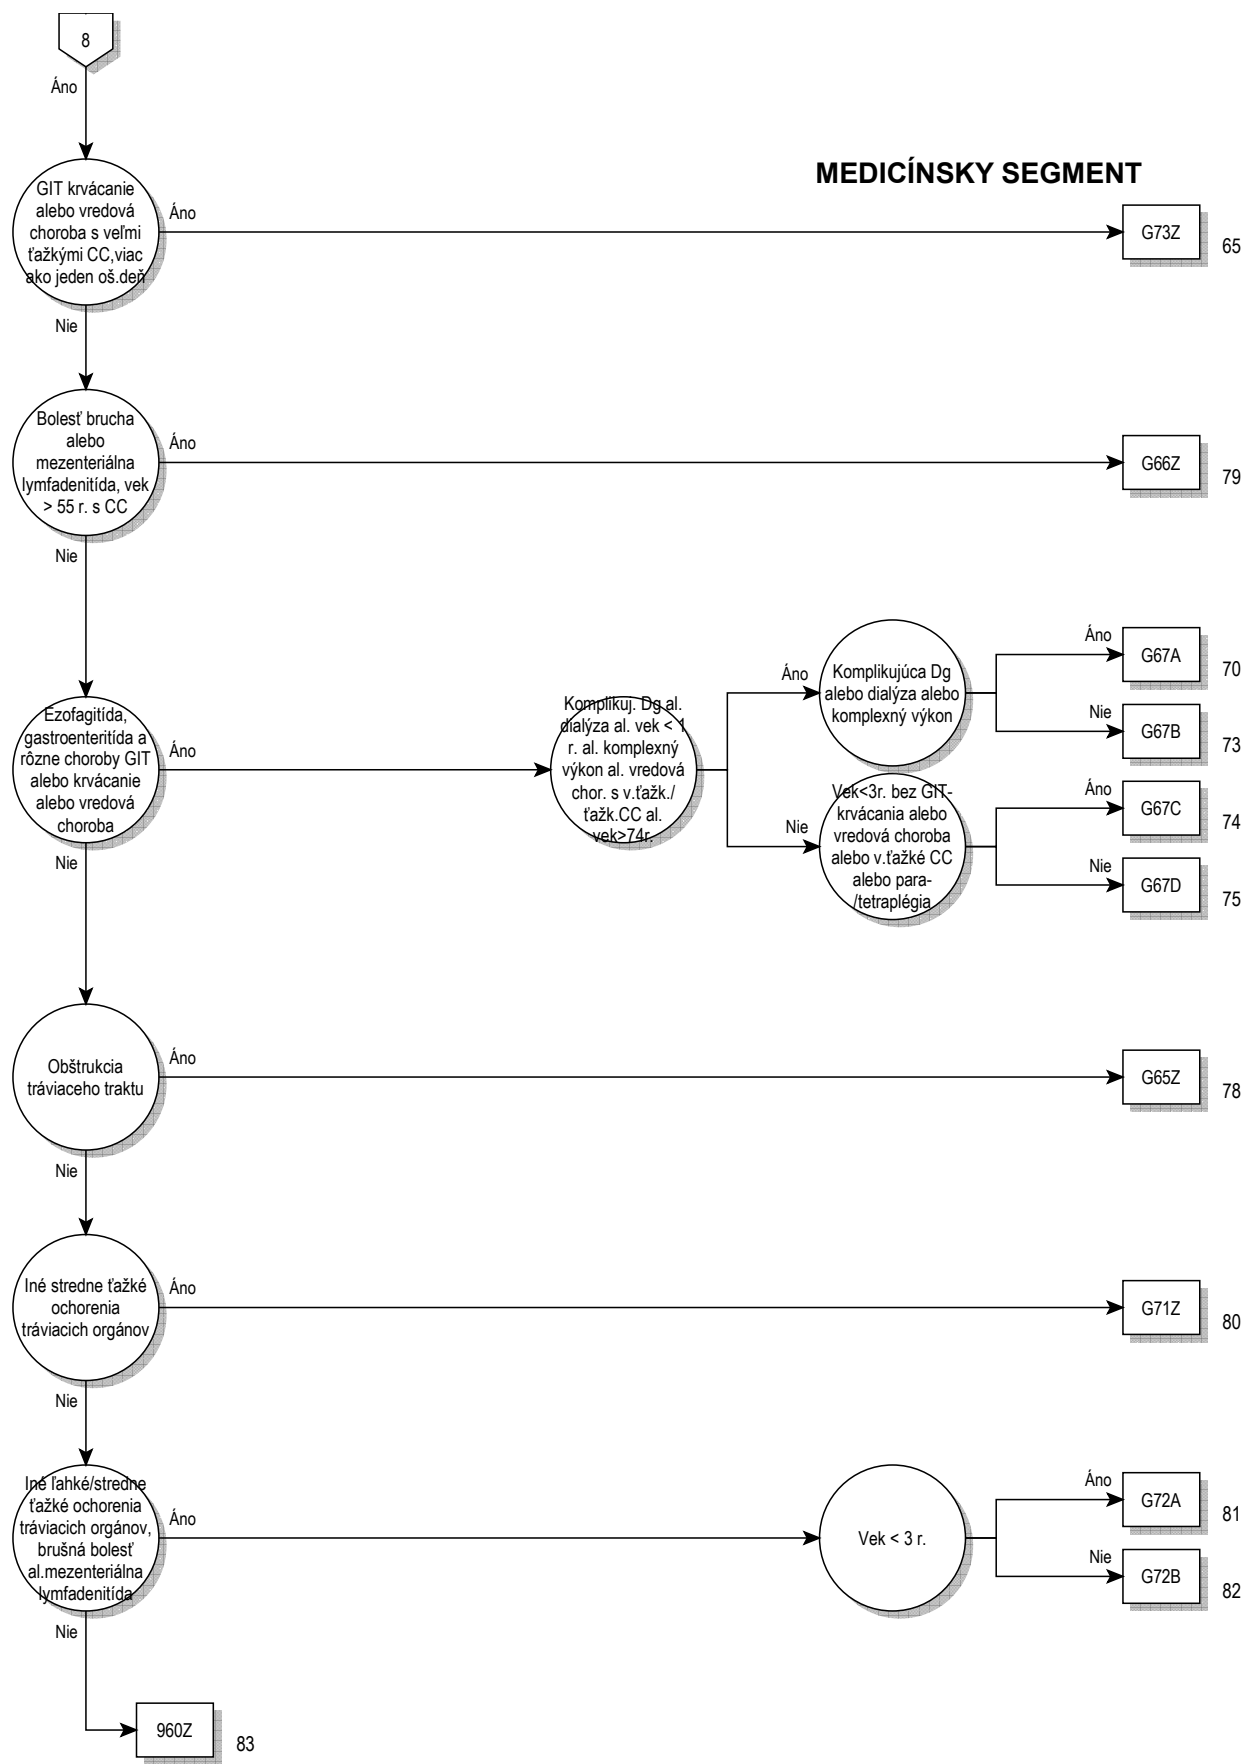 8
Áno
MEDICÍNSKY SEGMENT
GIT krvácanie
alebo vredová
choroba s veľmi
ťažkými CC,viac
ako jeden oš.deň
Áno
G73Z
65
Nie
Bolesť brucha
alebo
mezenteriálna
lymfadenitída, vek
> 55 r. s CC
Áno
G66Z
79
Nie
Ezofagitída,
gastroenteritída a
rôzne choroby GIT
alebo krvácanie
alebo vredová
choroba
Áno
Komplikuj. Dg al.
dialýza al. vek < 1
r. al. komplexný
výkon al. vredová
chor. s v.ťažk./
ťažk.CC al.
vek>74r.
Áno
Komplikujúca Dg
alebo dialýza alebo
komplexný výkon
Áno
G67A
70
Nie
G67B
73
Nie
Vek<3r. bez GIT-
krvácania alebo
vredová choroba
alebo v.ťažké CC
alebo para-
/tetraplégia
Áno
G67C
74
Nie
G67D
75
Nie
Obštrukcia
tráviaceho traktu
Áno
G65Z
78
Nie
Iné stredne ťažké
ochorenia
tráviacich orgánov
Áno
G71Z
80
Nie
Iné ľahké/stredne
ťažké ochorenia
tráviacich orgánov,
brušná bolesť
al.mezenteriálna
lymfadenitída
Áno
Vek < 3 r.
Áno
G72A
81
Nie
G72B
82
Nie
960Z
83